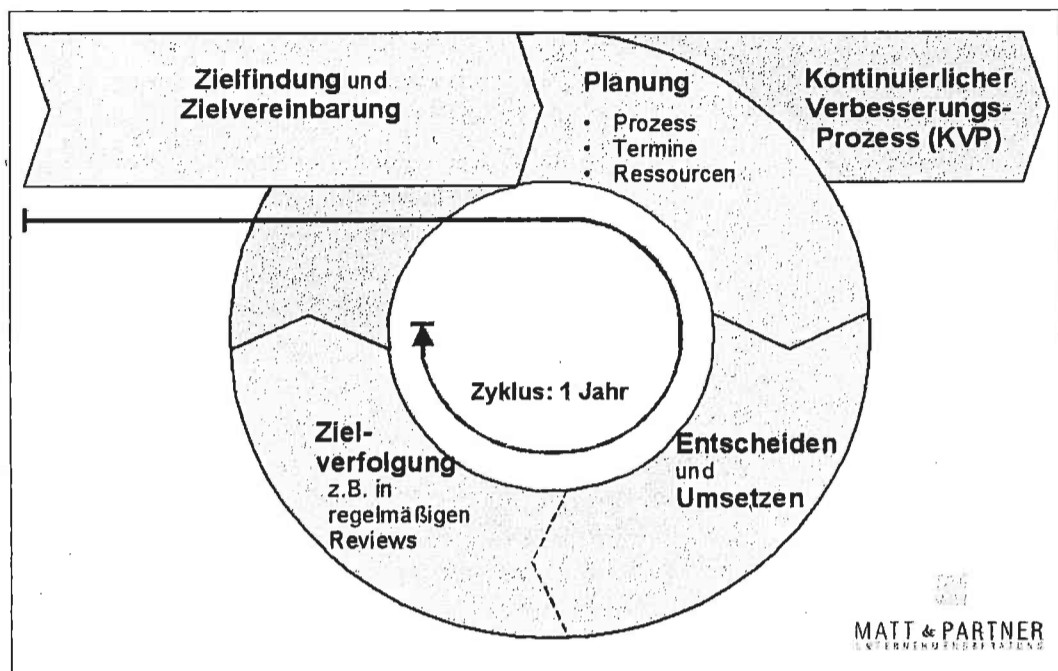 Zielfindung und
Zielvereinbarung
Planung
• Prozess
• Termine
• Ressourcen
Kontinuierlicher
Verbesserungs-
Prozess (KVP)
Zyklus: 1 Jahr
Ziel-
verfolgung
z.B. in
regelmäßigen
Reviews
Entscheiden
und
Umsetzen
MATT & PARTNER
UNTERNEHMENSBERATUNG